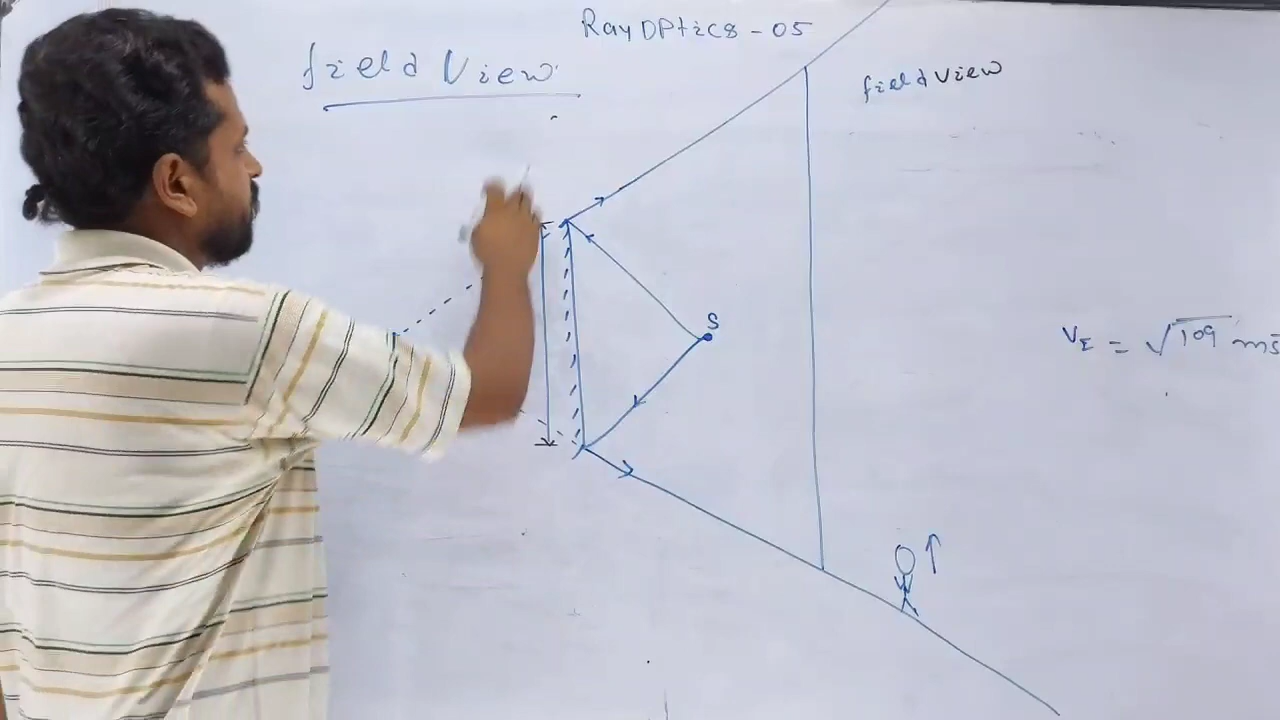 Ray Optics - 05
field View
field View
S
V_I = √109 ms